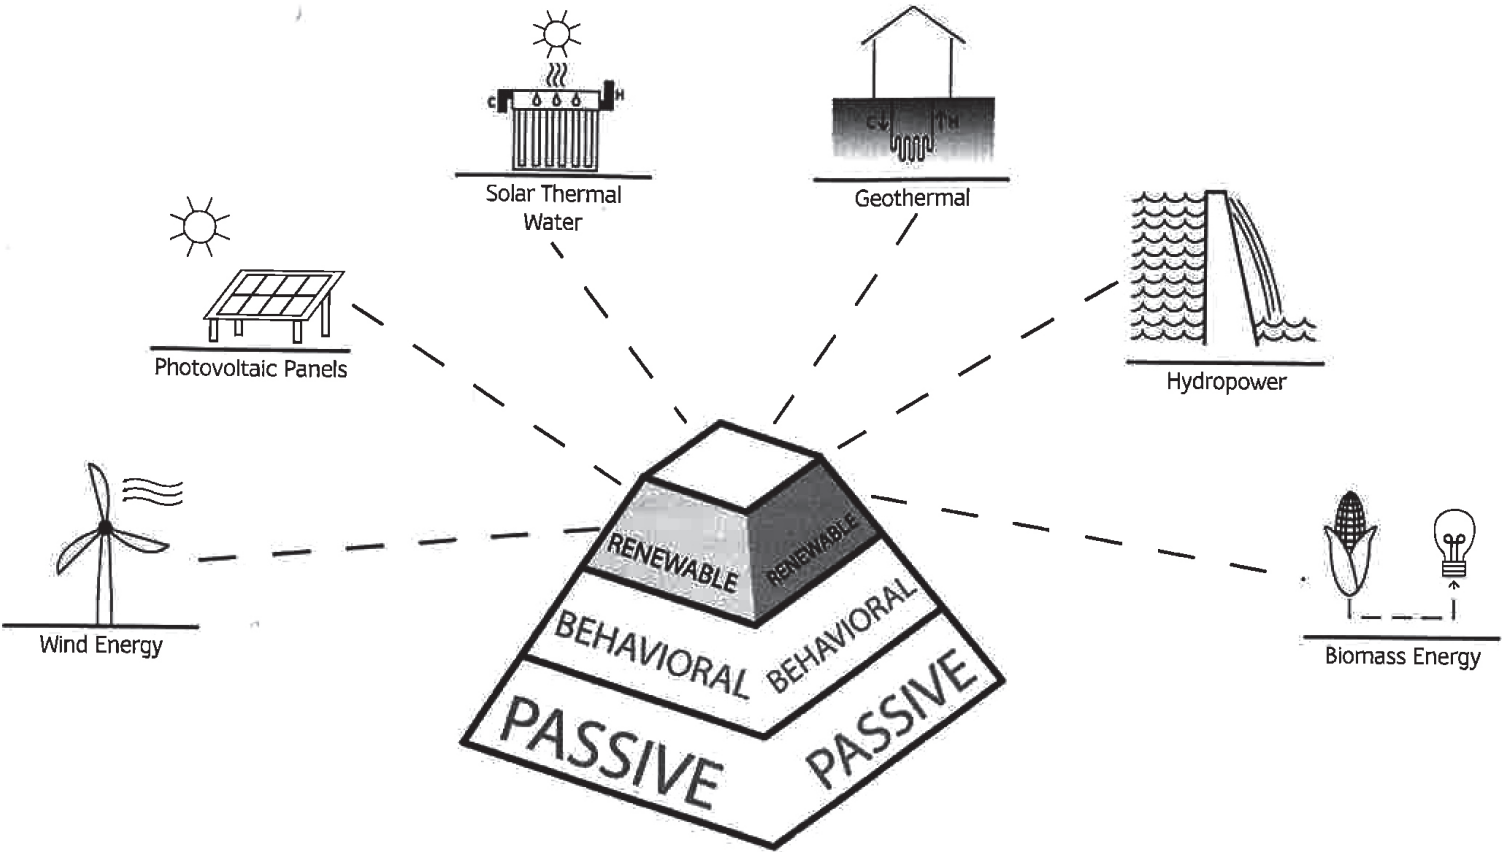 C
H
Solar Thermal
Water
C
H
Geothermal
Photovoltaic Panels
Hydropower
Wind Energy
Biomass Energy
RENEWABLE
RENEWABLE
BEHAVIORAL
BEHAVIORAL
PASSIVE
PASSIVE